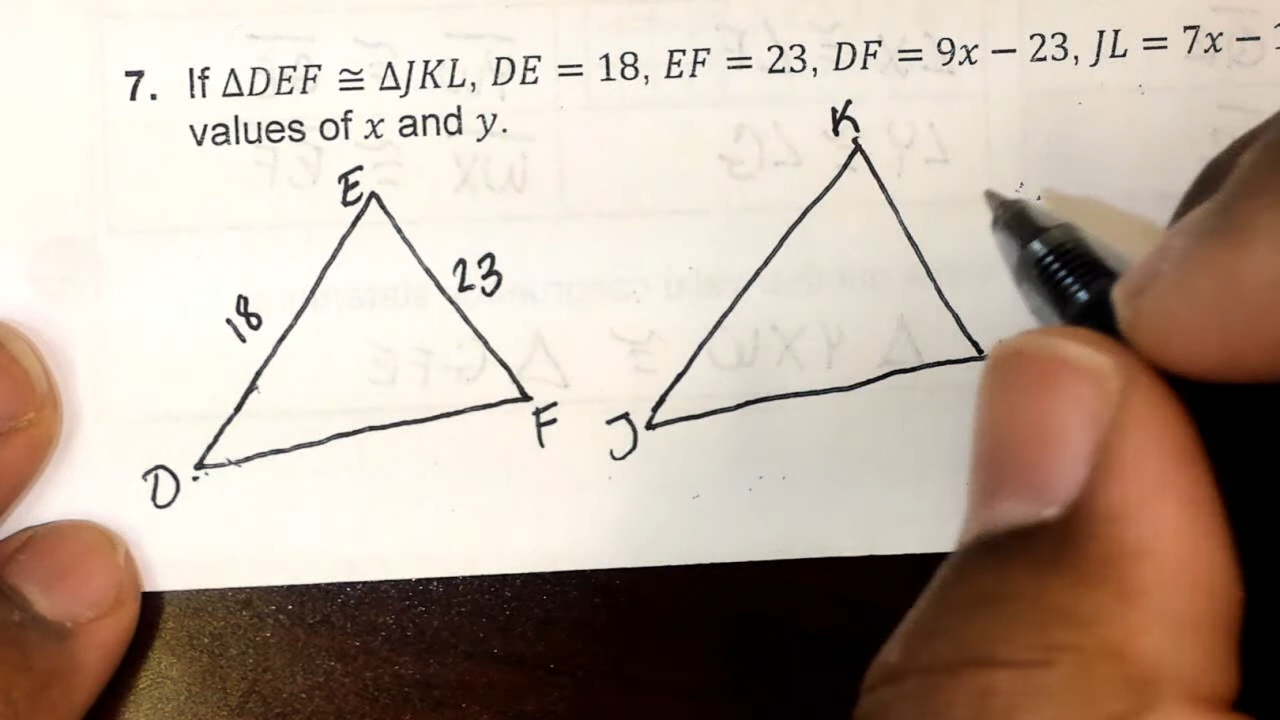 7. If ΔDEF ≅ ΔJKL, DE = 18, EF = 23, DF = 9x − 23, JL = 7x −
values of x and y.
K
E
23
18
F
J
D